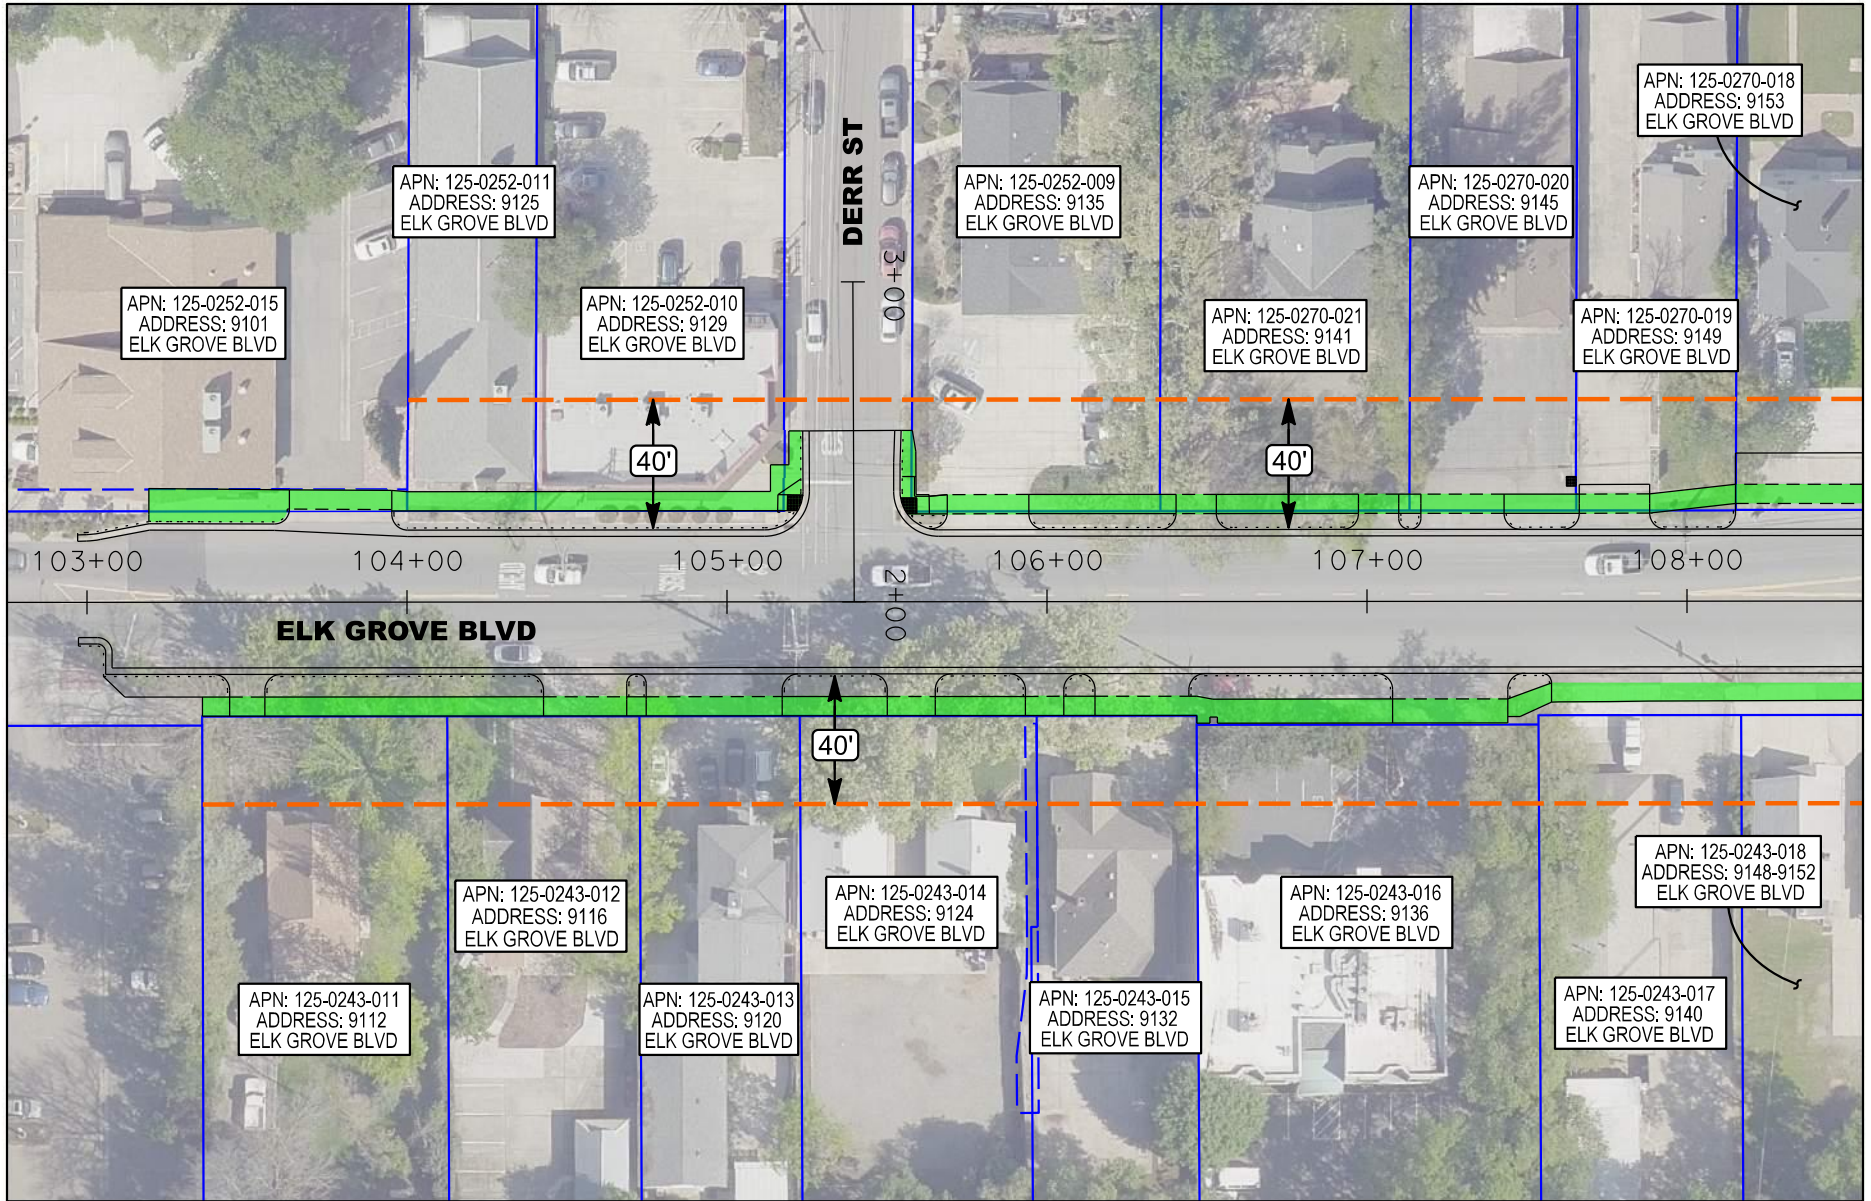 APN: 125-0270-018
ADDRESS: 9153
ELK GROVE BLVD
APN: 125-0252-011
ADDRESS: 9125
ELK GROVE BLVD
DERR ST
APN: 125-0252-009
ADDRESS: 9135
ELK GROVE BLVD
APN: 125-0270-020
ADDRESS: 9145
ELK GROVE BLVD
3+00
APN: 125-0252-015
ADDRESS: 9101
ELK GROVE BLVD
APN: 125-0252-010
ADDRESS: 9129
ELK GROVE BLVD
APN: 125-0270-021
ADDRESS: 9141
ELK GROVE BLVD
APN: 125-0270-019
ADDRESS: 9149
ELK GROVE BLVD
40'
40'
STOP
103+00
104+00
105+00
106+00
107+00
108+00
2+00
ELK GROVE BLVD
40'
APN: 125-0243-018
ADDRESS: 9148-9152
ELK GROVE BLVD
APN: 125-0243-012
ADDRESS: 9116
ELK GROVE BLVD
APN: 125-0243-014
ADDRESS: 9124
ELK GROVE BLVD
APN: 125-0243-016
ADDRESS: 9136
ELK GROVE BLVD
APN: 125-0243-011
ADDRESS: 9112
ELK GROVE BLVD
APN: 125-0243-013
ADDRESS: 9120
ELK GROVE BLVD
APN: 125-0243-015
ADDRESS: 9132
ELK GROVE BLVD
APN: 125-0243-017
ADDRESS: 9140
ELK GROVE BLVD